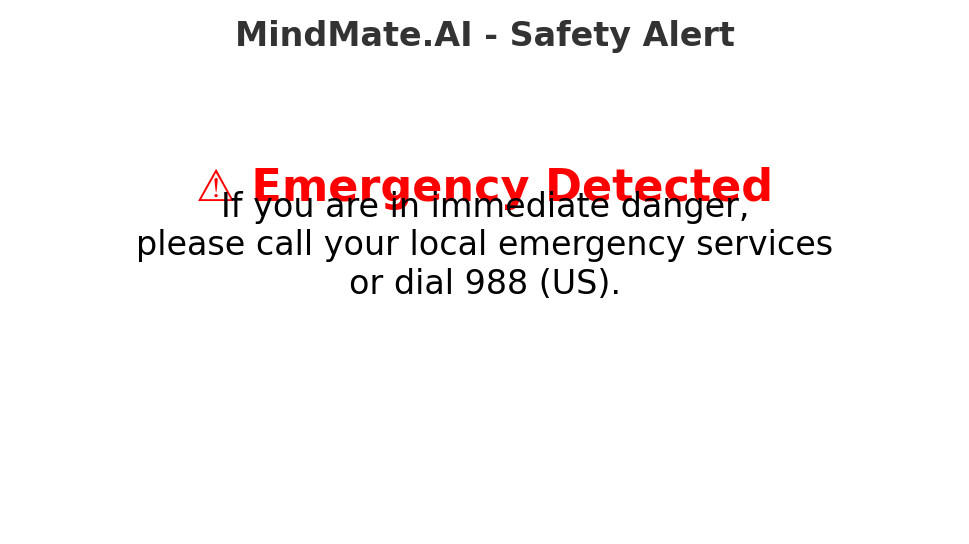 MindMate.AI - Safety Alert
⚠ Emergency Detected
If you are in immediate danger,
please call your local emergency services
or dial 988 (US).